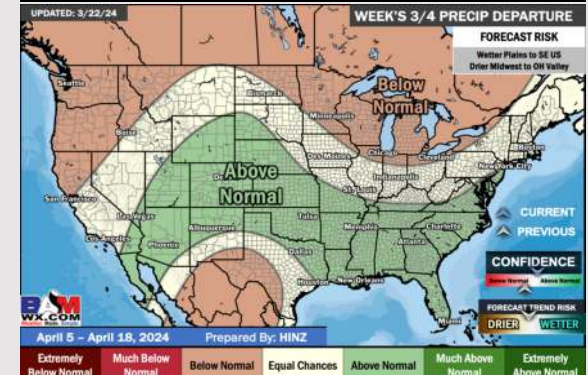 UPDATED: 3/22/24
WEEK'S 3/4 PRECIP DEPARTURE
FORECAST RISK
Wetter Plains to SE US
Drier Midwest to OH Valley
Seattle
Below
Normal
Bismarck
Minneapolis
Boise
Boston
Chicago
Cleveland
New York City
Des Moines
Indianapolis
Above
Normal
De
St. Louis
San Francisco
Las Vegas
Tulsa
CURRENT
PREVIOUS
Los Angeles
Albuquerque
Memphis
Charlotte
Phoenix
Atlanta
Dallas
CONFIDENCE
Below Normal
Above Normal
Houston
New Orleans
FORECAST TREND RISK
DRIER
WETTER
Miami
BAM
WX.COM
April 5 – April 18, 2024
Prepared By: HINZ
Extremely Below Normal
Much Below Normal
Below Normal
Equal Chances
Above Normal
Much Above Normal
Extremely Above Normal